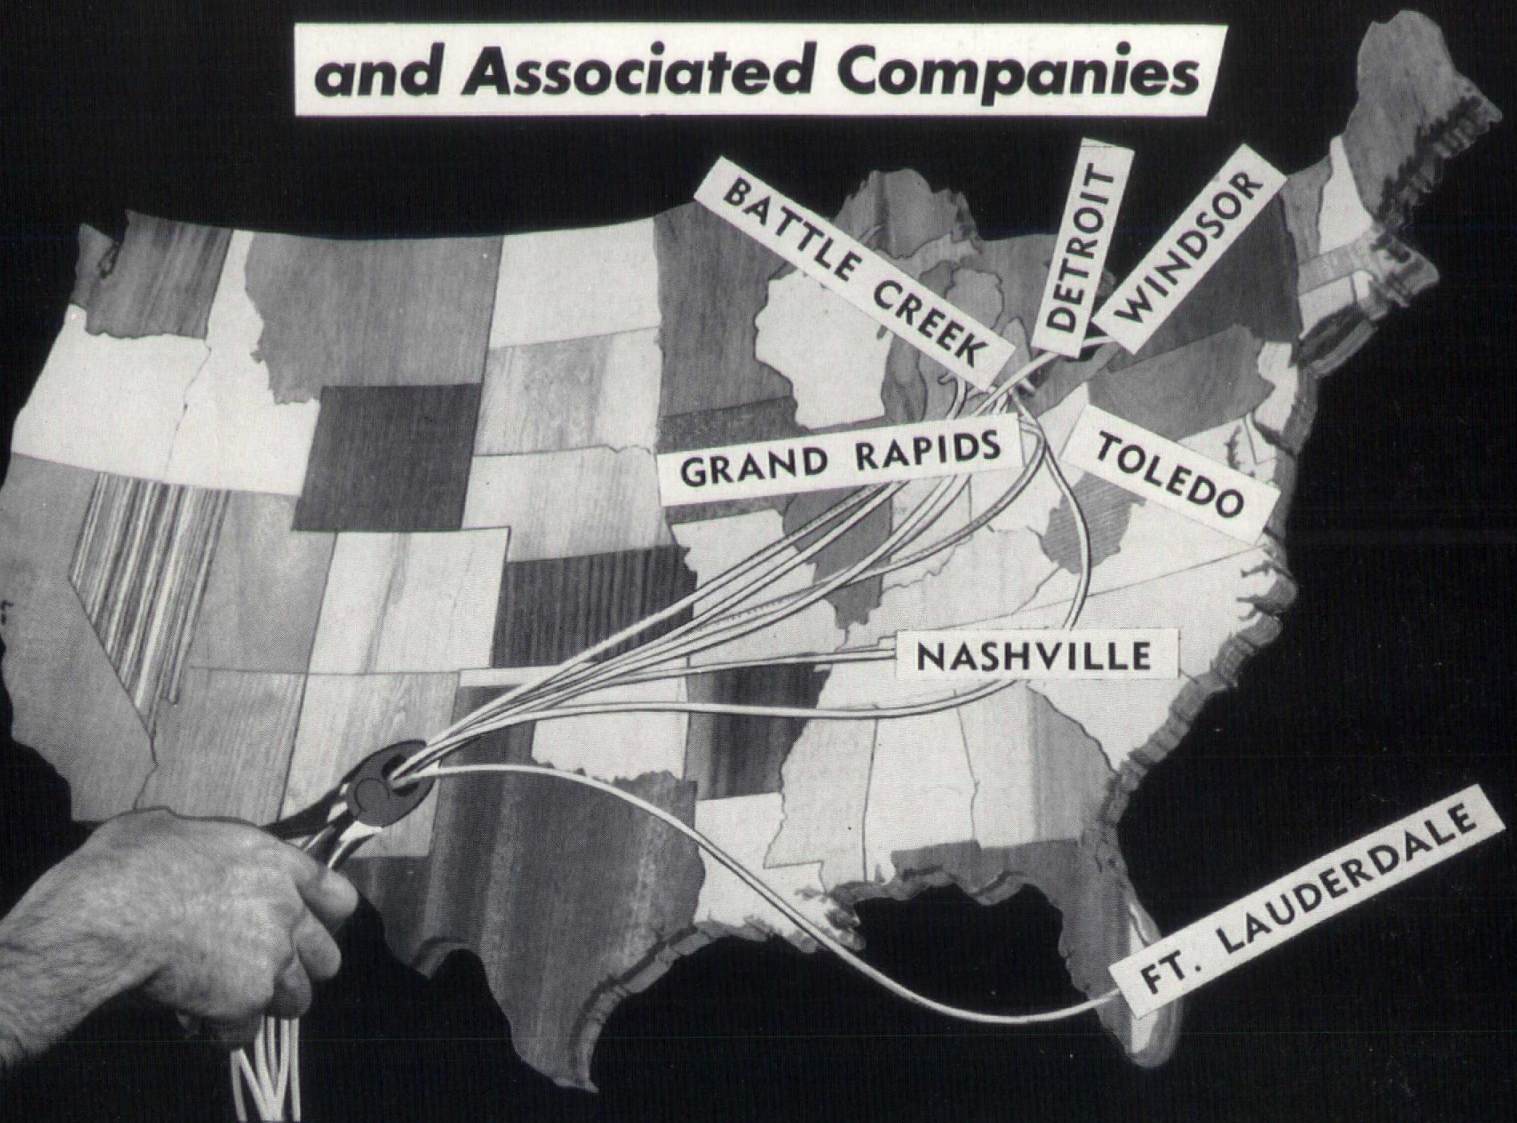 and Associated Companies
BATTLE CREEK
DETROIT
WINDSOR
GRAND RAPIDS
TOLEDO
NASHVILLE
FT. LAUDERDALE